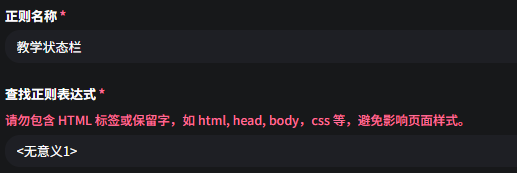 正则名称 *
教学状态栏
查找正则表达式 *
请勿包含 HTML 标签或保留字，如 html, head, body，css 等，避免影响页面样式。
<无意义1>